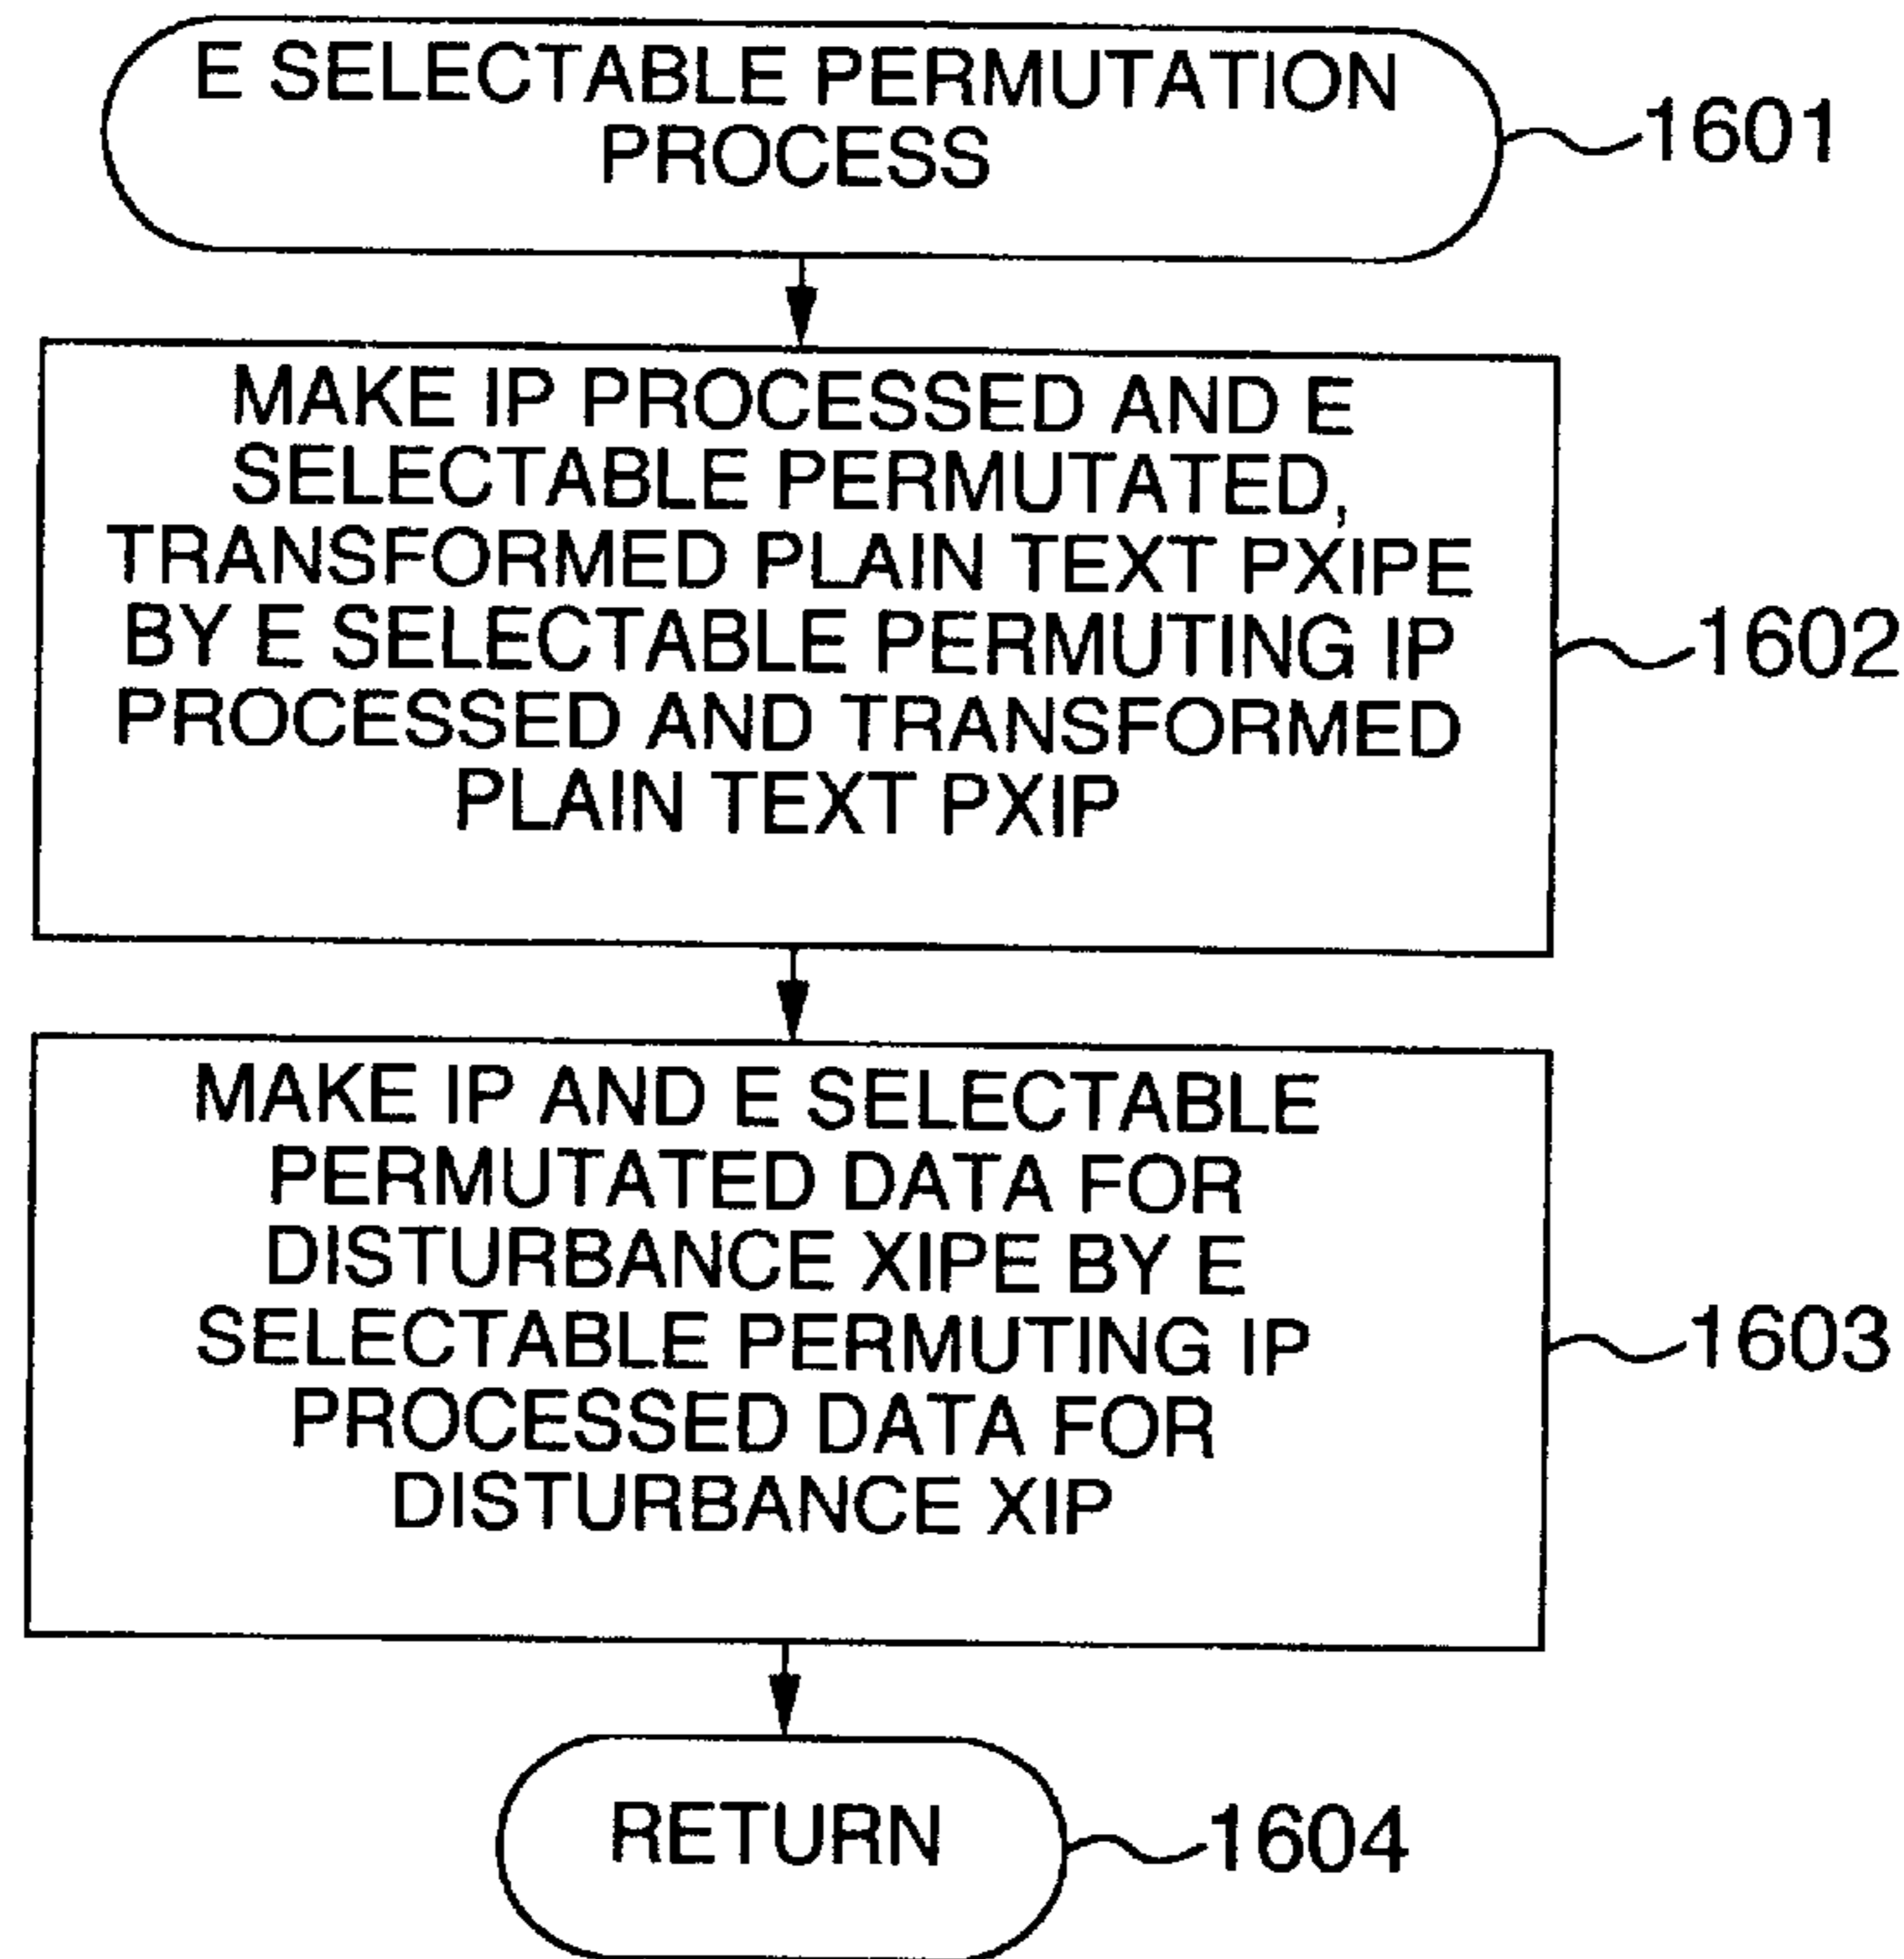 E SELECTABLE PERMUTATION
PROCESS
1601
MAKE IP PROCESSED AND E
SELECTABLE PERMUTATED,
TRANSFORMED PLAIN TEXT PXIPE
BY E SELECTABLE PERMUTING IP
PROCESSED AND TRANSFORMED
PLAIN TEXT PXIP
1602
MAKE IP AND E SELECTABLE
PERMUTATED DATA FOR
DISTURBANCE XIPE BY E
SELECTABLE PERMUTING IP
PROCESSED DATA FOR
DISTURBANCE XIP
1603
RETURN
1604